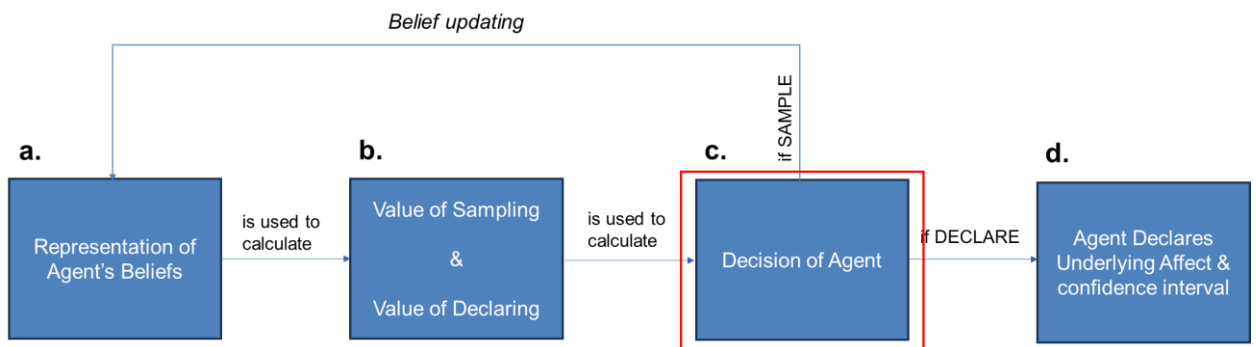 Belief updating
if SAMPLE
a.
b.
c.
d.
Representation of
Agent's Beliefs
is used to
calculate
Value of Sampling
&
Value of Declaring
is used to
calculate
Decision of Agent
if DECLARE
Agent Declares
Underlying Affect &
confidence interval